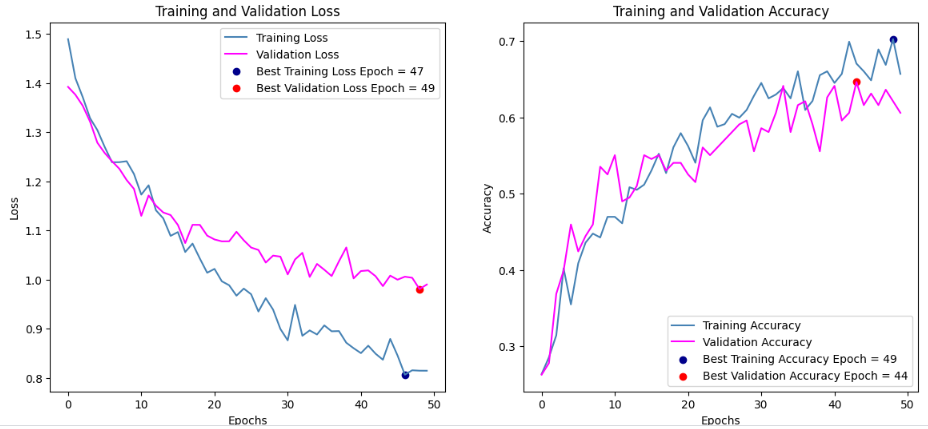 Training and Validation Loss
1.5
1.4
1.3
1.2
1.1
1.0
0.9
0.8
Loss
Training Loss
Validation Loss
Best Training Loss Epoch = 47
Best Validation Loss Epoch = 49
0
10
20
30
40
50
Epochs
Training and Validation Accuracy
0.7
0.6
0.5
0.4
0.3
Accuracy
Training Accuracy
Validation Accuracy
Best Training Accuracy Epoch = 49
Best Validation Accuracy Epoch = 44
0
10
20
30
40
50
Epochs